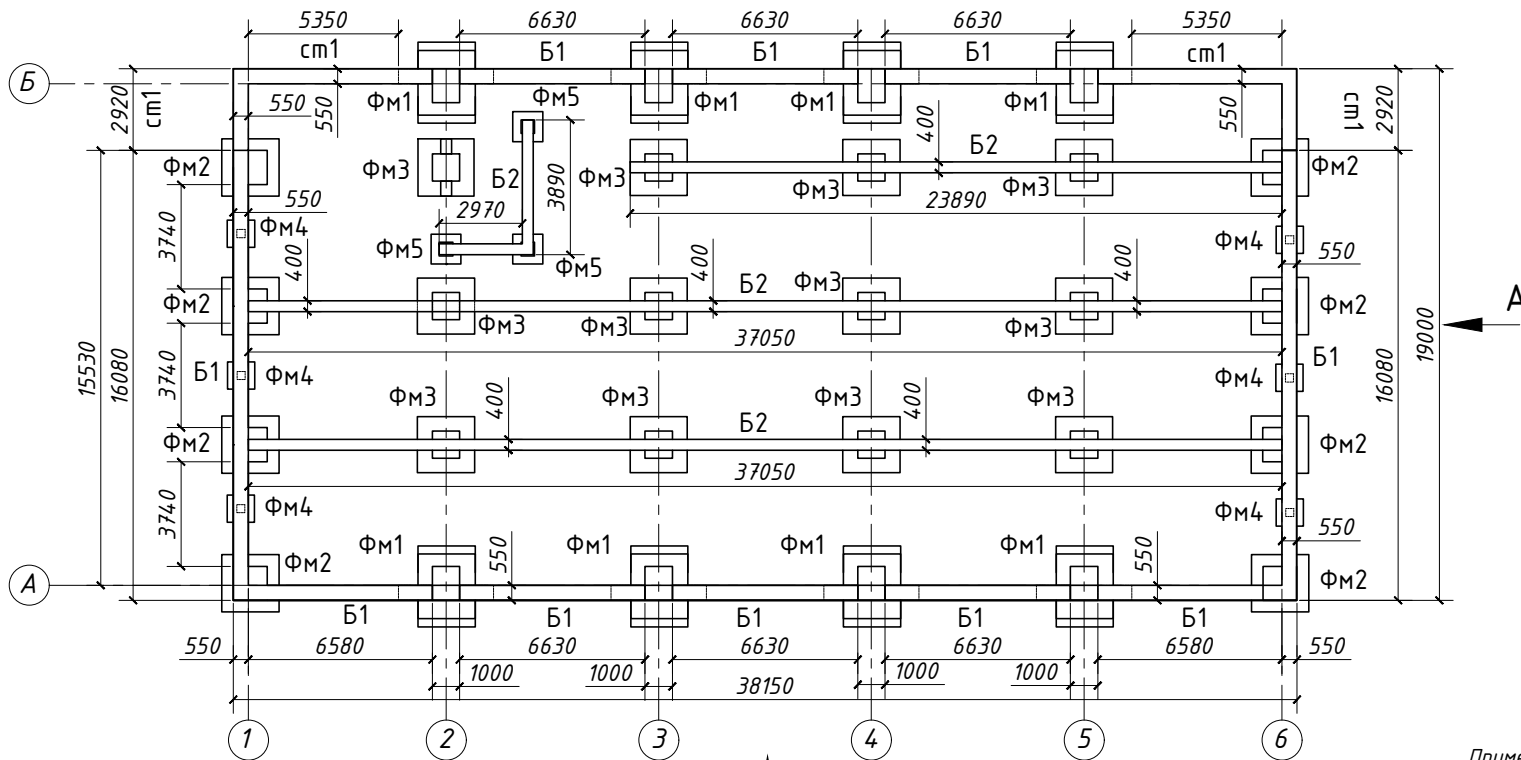 5350 6630 6630 6630 5350
ст1 Б1 Б1 Б1 ст1
Б
2920 ст1 550 550 Фм1 Фм5 Фм1 Фм1 Фм1 550 ст1 2920 19000
400
Фм2 Фм3 Б2 3890 Фм3 Фм3 Б2 Фм3 Фм2
550 2970 23890
3740 Фм4 Фм5 Фм5 Фм4
400 400 400 550
Фм2 Фм3 Фм3 Б2 Фм3 Фм3 Фм2
А
37050
15530 16080 3740 Б1 Фм4 Фм4 Б1 16080
Фм3 400 Фм3 Фм3 400 Фм3
Фм2 Б2 Фм2
37050
3740 Фм4 Фм4
550
Фм1 550 Фм1 Фм1 Фм1 550
А Фм2 Фм2
Б1 Б1 Б1 Б1 Б1
550 6580 6630 6630 6630 6580 550
1000 1000 1000 1000
38150
1 2 3 4 5 6